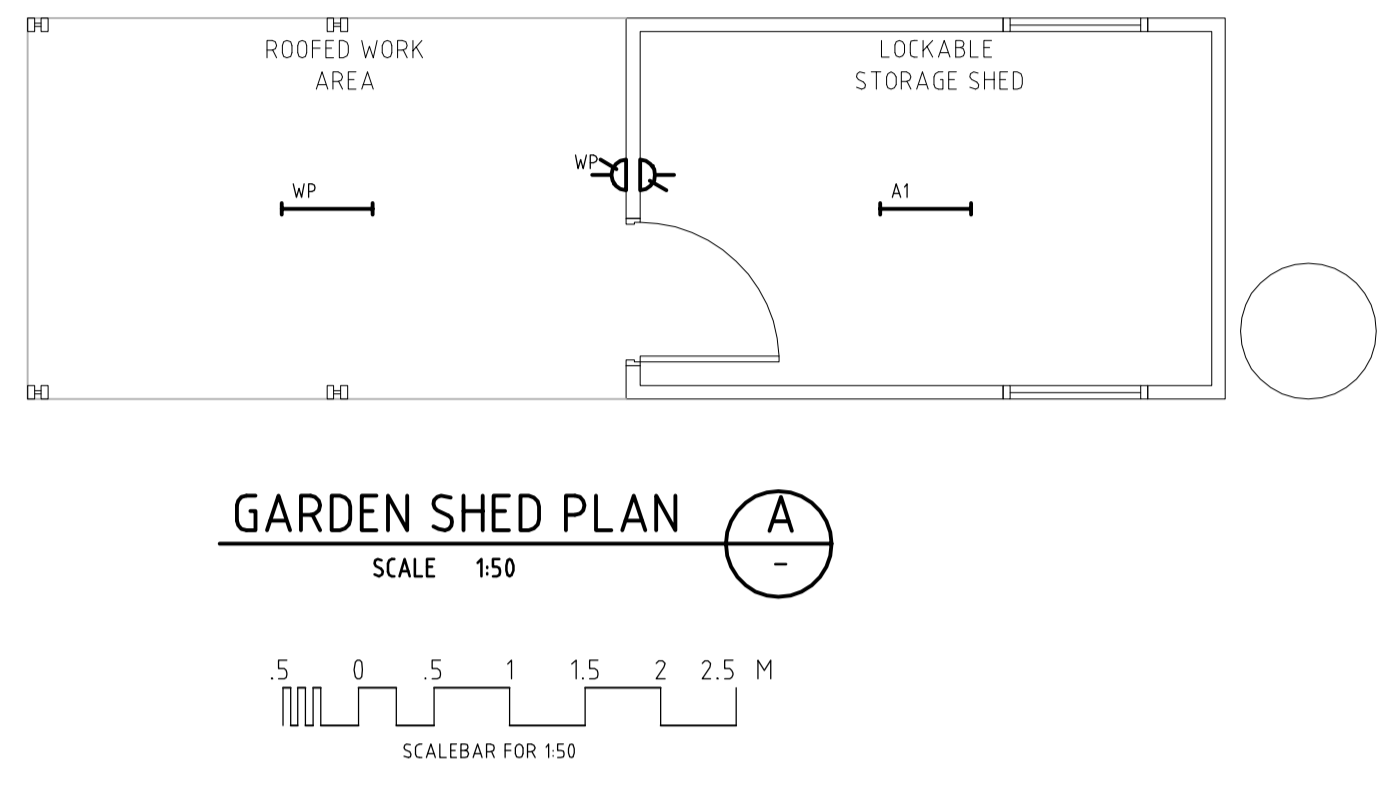 ROOFED WORK
AREA
LOCKABLE
STORAGE SHED
WP
WP
A1
GARDEN SHED PLAN
A
SCALE 1:50
-
.5 0 .5 1 1.5 2 2.5 M
SCALEBAR FOR 1:50